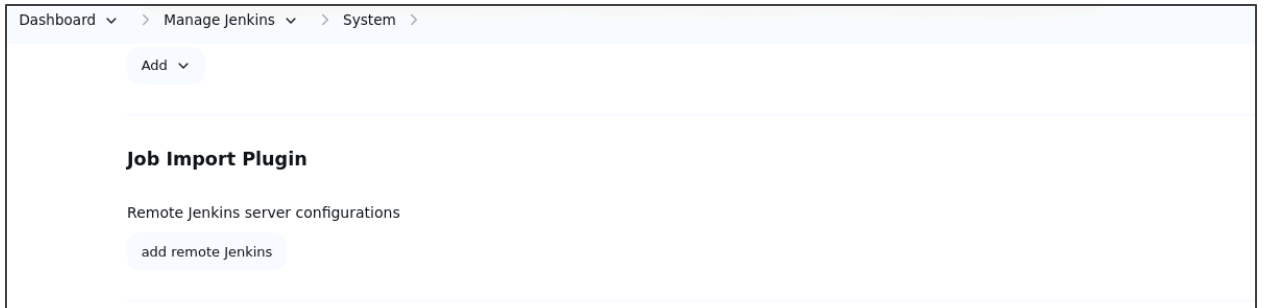 Dashboard Manage Jenkins System
Add
Job Import Plugin
Remote Jenkins server configurations
add remote Jenkins